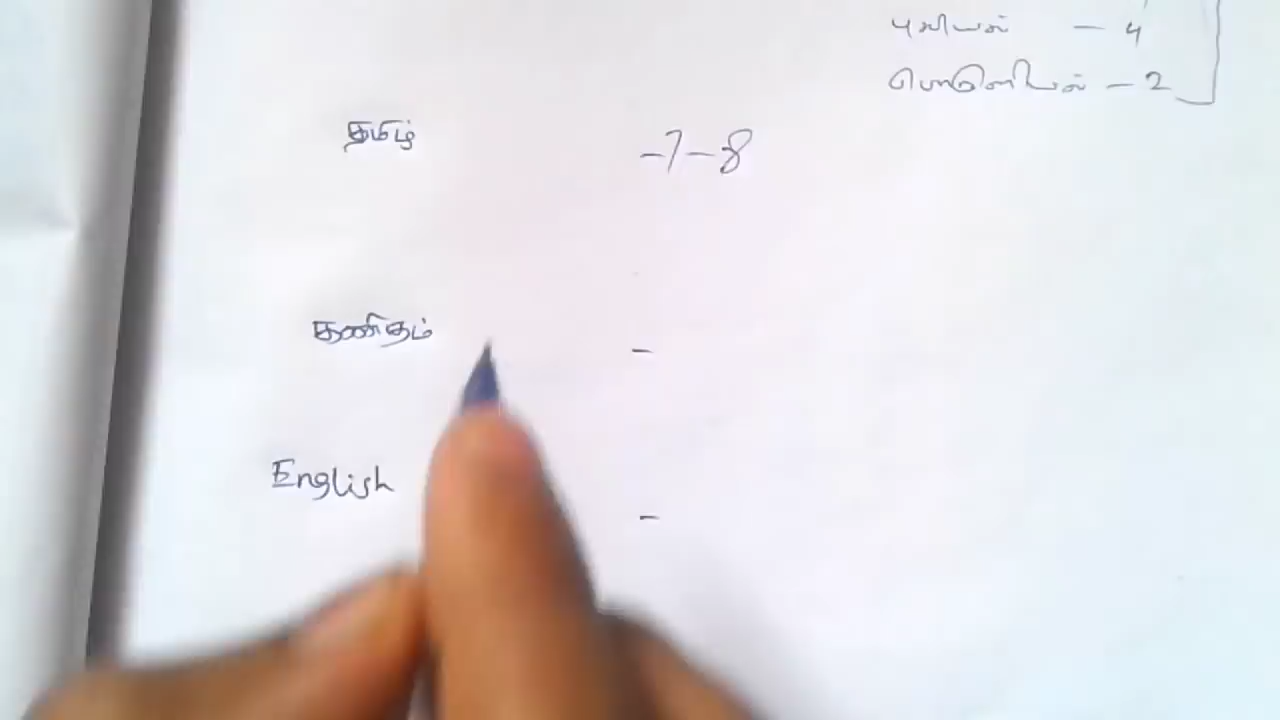 புவியியல் - 4
பொருளியல் - 2
தமிழ் - 7 - 8
கணிதம் -
English -